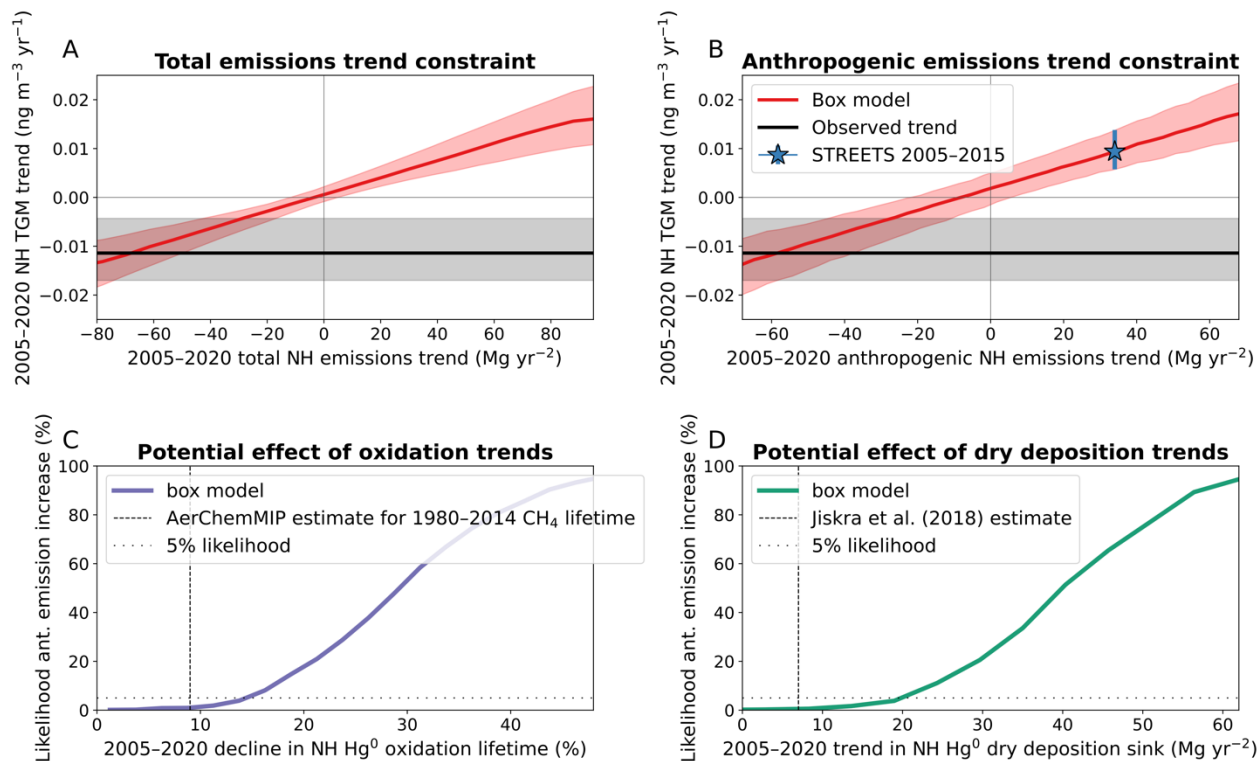 A
Total emissions trend constraint
2005–2020 NH TGM trend (ng m⁻³ yr⁻¹)
0.02
0.01
0.00
−0.01
−0.02
−80 −60 −40 −20 0 20 40 60 80
2005–2020 total NH emissions trend (Mg yr⁻²)
B
Anthropogenic emissions trend constraint
2005–2020 NH TGM trend (ng m⁻³ yr⁻¹)
0.02
0.01
0.00
−0.01
−0.02
Box model
Observed trend
STREETS 2005–2015
−60 −40 −20 0 20 40 60
2005–2020 anthropogenic NH emissions trend (Mg yr⁻²)
C
Potential effect of oxidation trends
Likelihood ant. emission increase (%)
100
80
60
40
20
0
box model
AerChemMIP estimate for 1980–2014 CH₄ lifetime
5% likelihood
0 10 20 30 40
2005–2020 decline in NH Hg⁰ oxidation lifetime (%)
D
Potential effect of dry deposition trends
Likelihood ant. emission increase (%)
100
80
60
40
20
0
box model
Jiskra et al. (2018) estimate
5% likelihood
0 10 20 30 40 50 60
2005–2020 trend in NH Hg⁰ dry deposition sink (Mg yr⁻²)